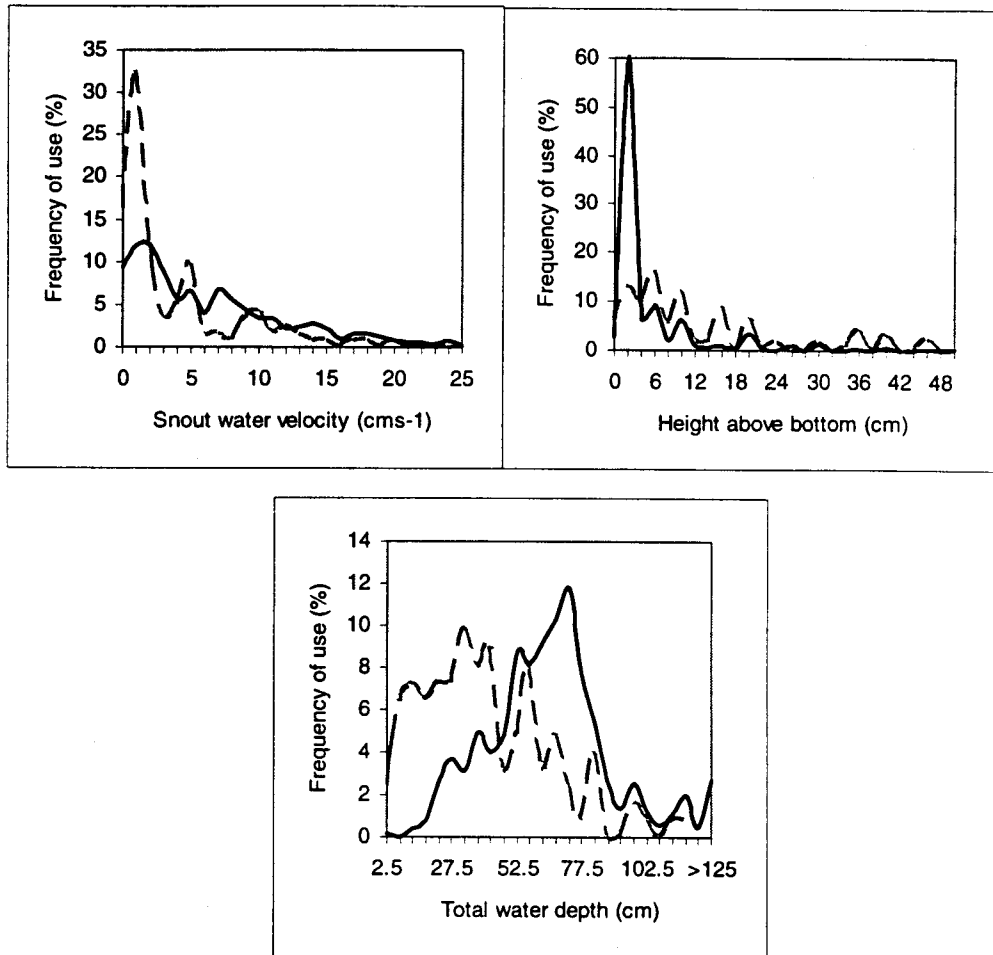 35
30
25
20
15
10
5
0
Frequency of use (%)
0 5 10 15 20 25
Snout water velocity (cms-1)
60
50
40
30
20
10
0
Frequency of use (%)
0 6 12 18 24 30 36 42 48
Height above bottom (cm)
14
12
10
8
6
4
2
0
Frequency of use (%)
2.5 27.5 52.5 77.5 102.5 >125
Total water depth (cm)